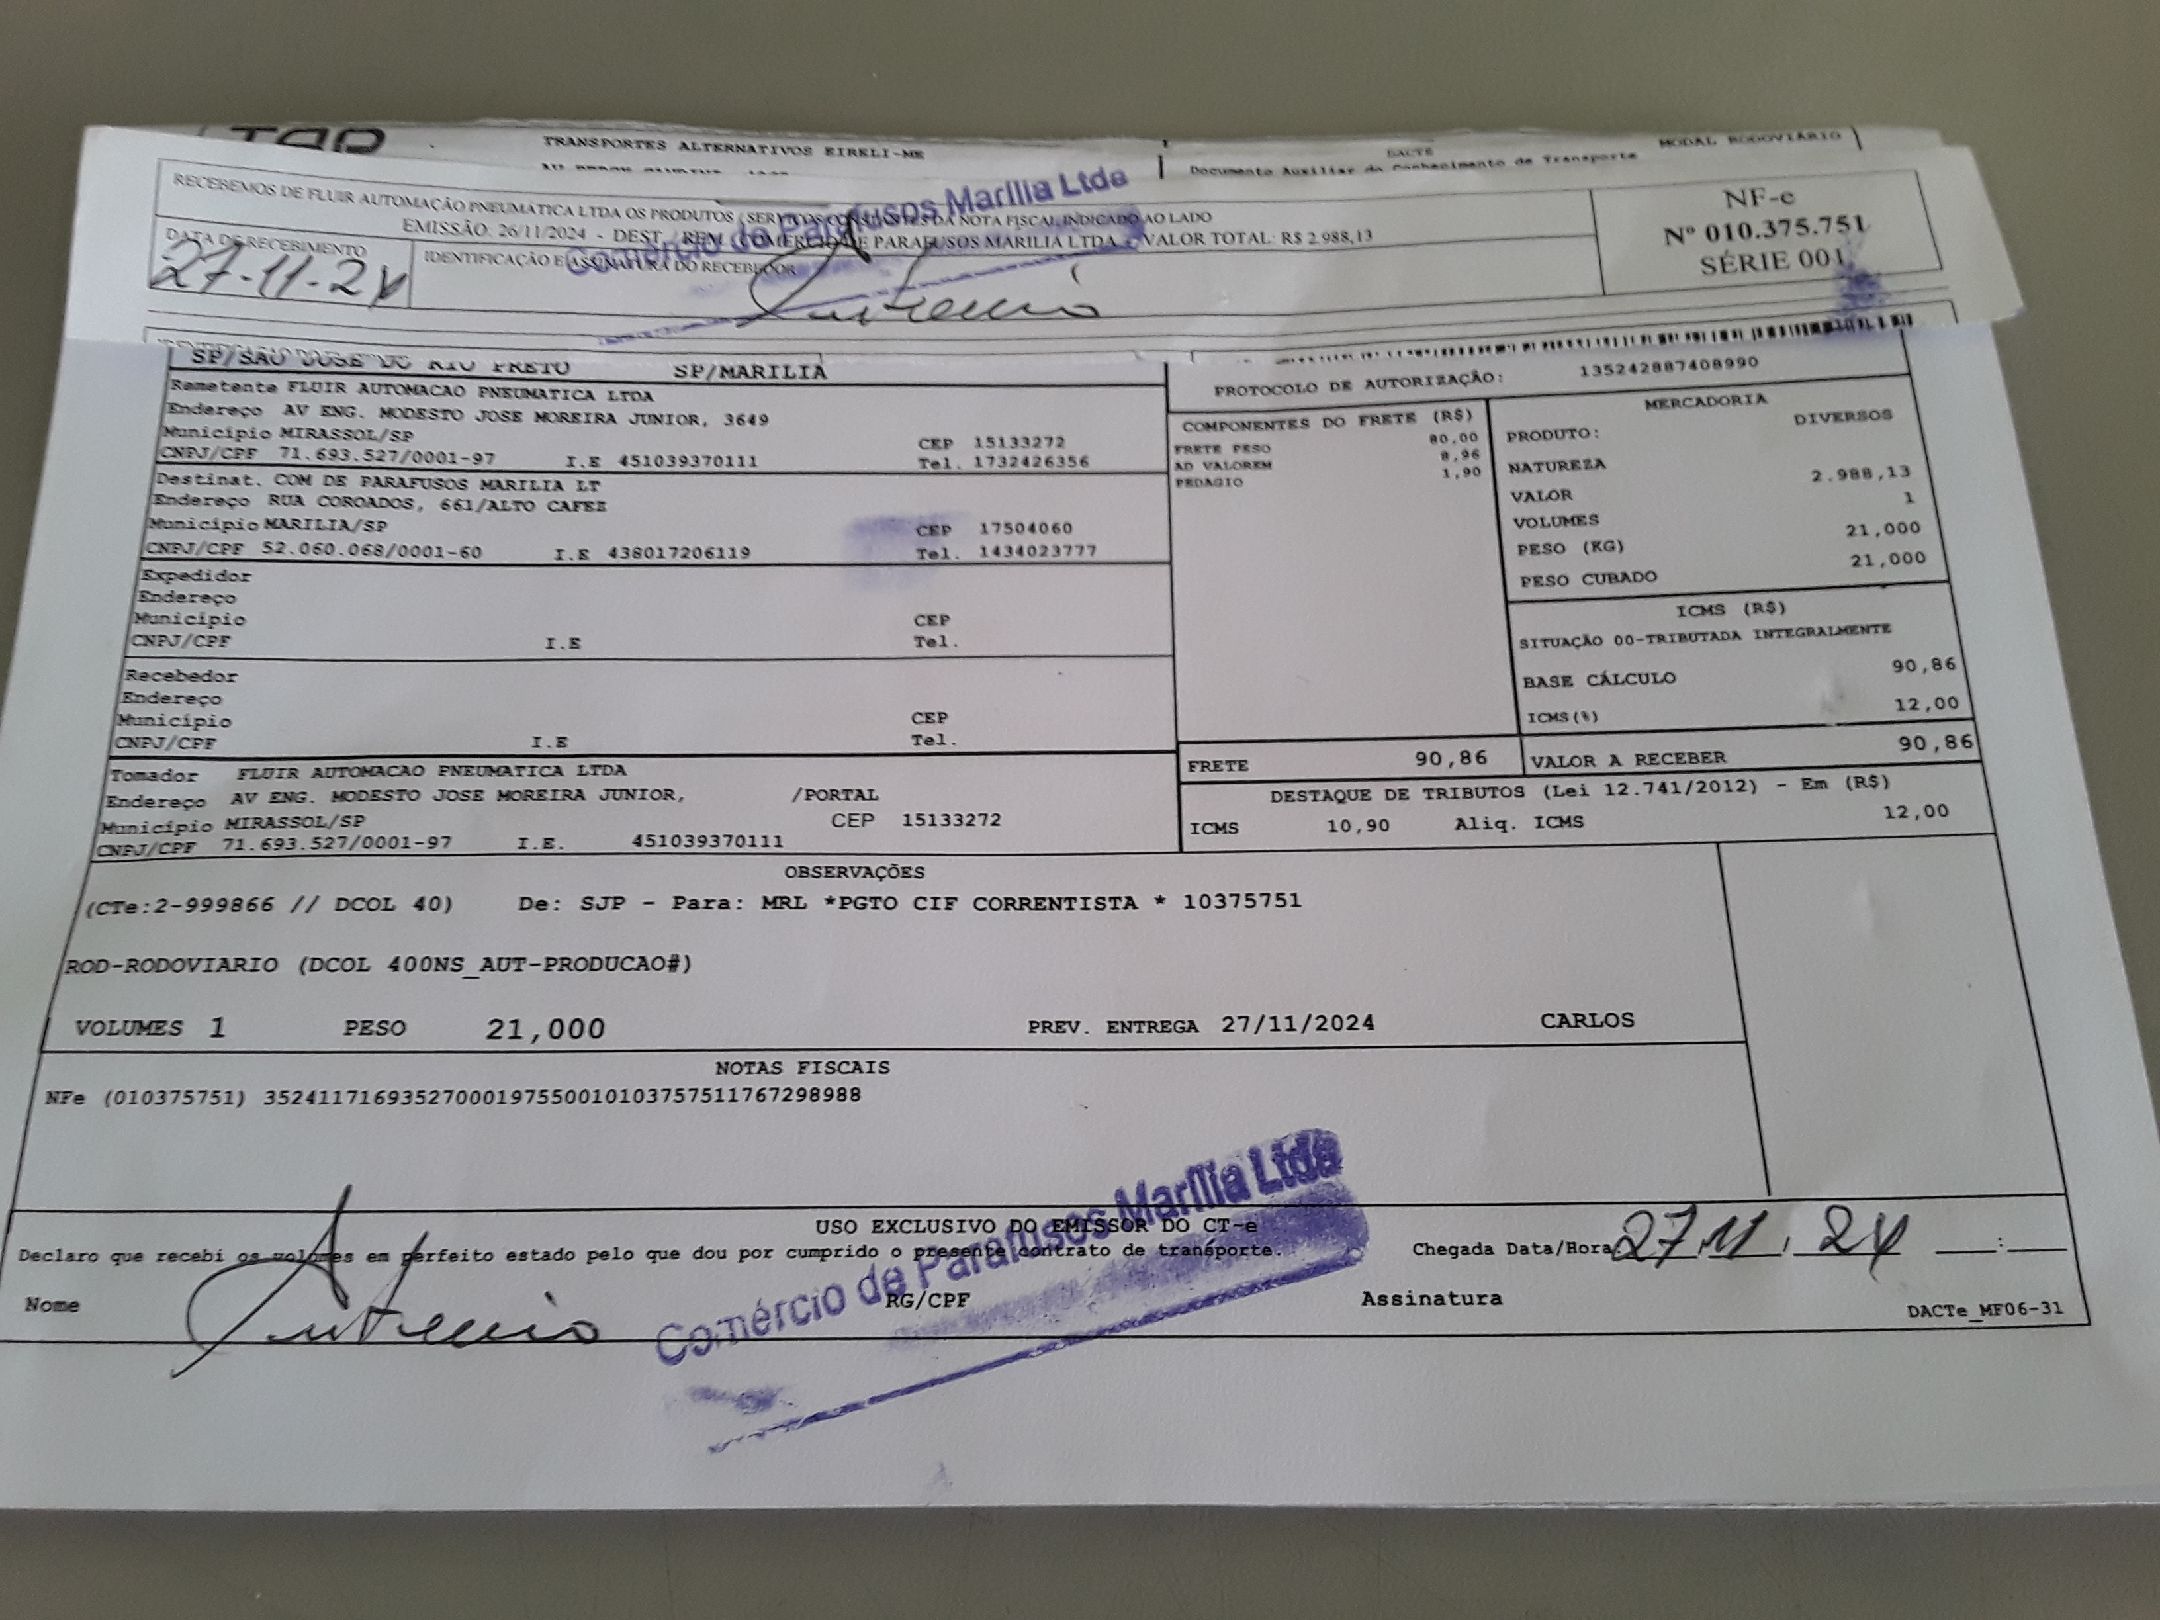 TRANSPORTES ALTERNATIVOS EIRELI-ME
DACTE
MODAL RODOVIÁRIO
Documento Auxiliar do Conhecimento de Transporte
RECEBEMOS DE FLUIR AUTOMAÇÃO PNEUMÁTICA LTDA OS PRODUTOS / SERVIÇOS CONSTANTES DA NOTA FISCAL INDICADO AO LADO
EMISSÃO: 26/11/2024 - DEST. / REM.: COMERCIO DE PARAFUSOS MARILIA LTDA - VALOR TOTAL: R$ 2.988,13
Comércio de Parafusos Marília Ltda
NF-e
Nº 010.375.751
SÉRIE 001
DATA DE RECEBIMENTO
27-11-24
IDENTIFICAÇÃO E ASSINATURA DO RECEBEDOR
SP/SAO JOSE DO RIO PRETO SP/MARILIA
PROTOCOLO DE AUTORIZAÇÃO: 135242887408990
Remetente FLUIR AUTOMACAO PNEUMATICA LTDA
Endereço AV ENG. MODESTO JOSE MOREIRA JUNIOR, 3649
Município MIRASSOL/SP CEP 15133272
CNPJ/CPF 71.693.527/0001-97 I.E 451039370111 Tel. 1732426356
Destinat. COM DE PARAFUSOS MARILIA LT
Endereço RUA COROADOS, 661/ALTO CAFEZ
Município MARILIA/SP CEP 17504060
CNPJ/CPF 52.060.068/0001-60 I.E 438017206119 Tel. 1434023777
Expedidor
Endereço
Município CEP
CNPJ/CPF I.E Tel.
Recebedor
Endereço
Município CEP
CNPJ/CPF I.E Tel.
Tomador FLUIR AUTOMACAO PNEUMATICA LTDA
Endereço AV ENG. MODESTO JOSE MOREIRA JUNIOR, /PORTAL
Município MIRASSOL/SP CEP 15133272
CNPJ/CPF 71.693.527/0001-97 I.E. 451039370111
COMPONENTES DO FRETE (R$)
FRETE PESO 80,00
AD VALOREM 8,96
PEDAGIO 1,90
MERCADORIA
PRODUTO: DIVERSOS
NATUREZA
VALOR 2.988,13
VOLUMES 1
PESO (KG) 21,000
PESO CUBADO 21,000
ICMS (R$)
SITUAÇÃO 00-TRIBUTADA INTEGRALMENTE
BASE CÁLCULO 90,86
ICMS(%) 12,00
FRETE 90,86 VALOR A RECEBER 90,86
DESTAQUE DE TRIBUTOS (Lei 12.741/2012) - Em (R$)
ICMS 10,90 Aliq. ICMS 12,00
OBSERVAÇÕES
(CTe:2-999866 // DCOL 40) De: SJP - Para: MRL *PGTO CIF CORRENTISTA * 10375751
ROD-RODOVIARIO (DCOL 400NS_AUT-PRODUCAO#)
VOLUMES 1 PESO 21,000 PREV. ENTREGA 27/11/2024 CARLOS
NOTAS FISCAIS
NFe (010375751) 35241171693527000197550010103757511767298988
USO EXCLUSIVO DO EMISSOR DO CT-e
Declaro que recebi os volumes em perfeito estado pelo que dou por cumprido o presente contrato de transporte. Chegada Data/Hora 27.11.24 __:__
Comércio de Parafusos Marília Ltda
Nome RG/CPF Assinatura
DACTe_MF06-31